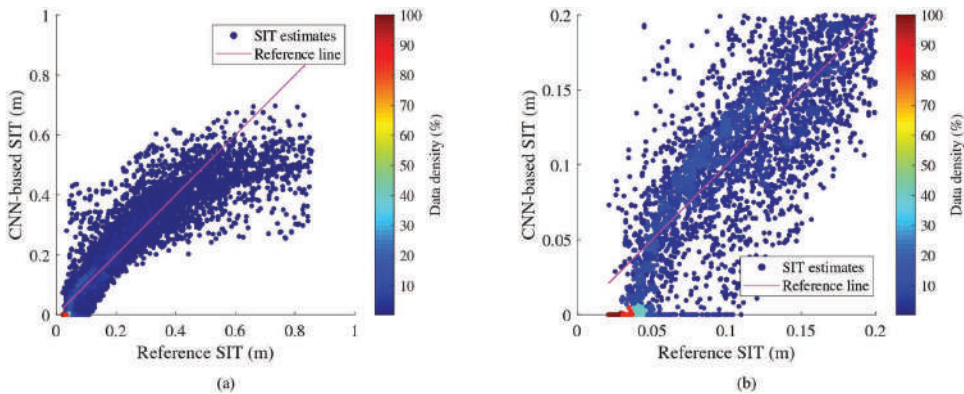 1
0.8
0.6
0.4
0.2
0
CNN-based SIT (m)
0 0.2 0.4 0.6 0.8 1
Reference SIT (m)
SIT estimates
Reference line
100
90
80
70
60
50
40
30
20
10
Data density (%)
(a)
0.2
0.15
0.1
0.05
0
CNN-based SIT (m)
0 0.05 0.1 0.15 0.2
Reference SIT (m)
SIT estimates
Reference line
100
90
80
70
60
50
40
30
20
10
Data density (%)
(b)